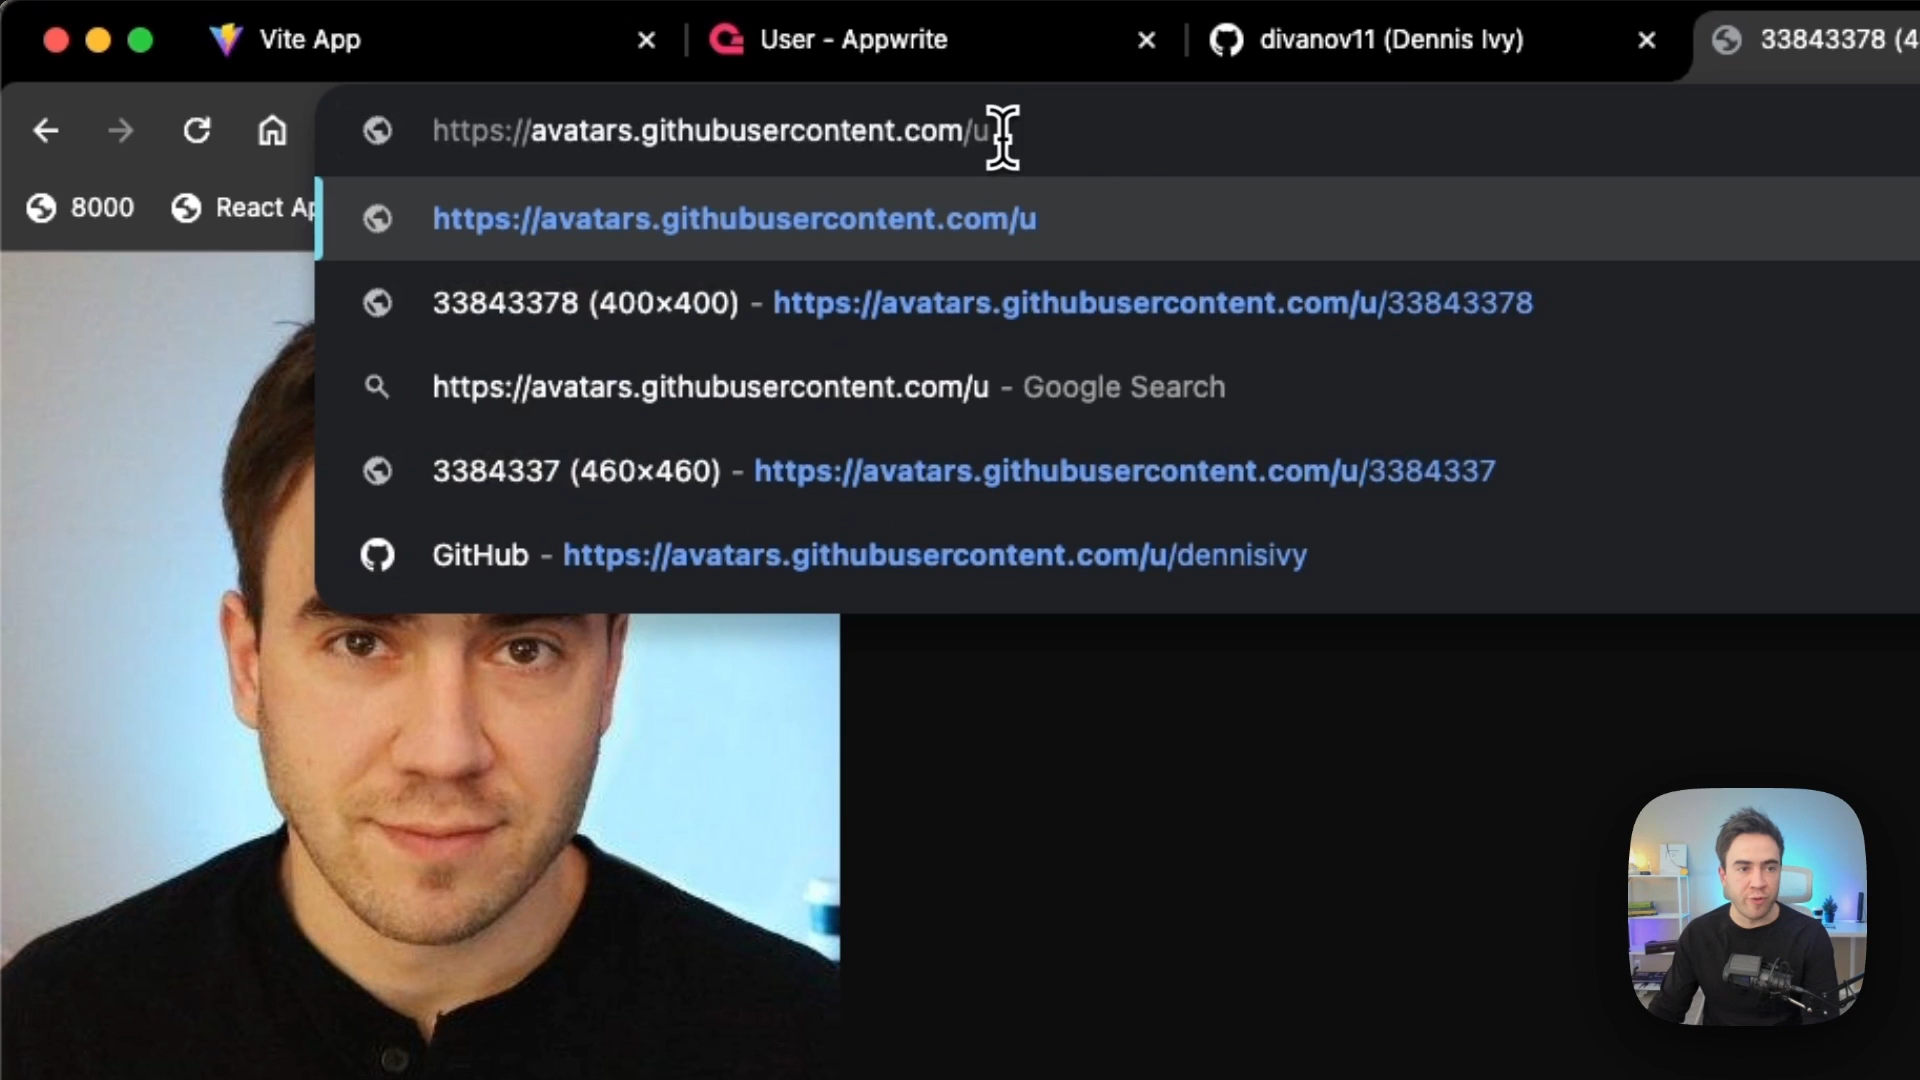 Vite App
User - Appwrite
divanov11 (Dennis Ivy)
33843378 (4
https://avatars.githubusercontent.com/u
8000
React Ap
https://avatars.githubusercontent.com/u
33843378 (400×400) - https://avatars.githubusercontent.com/u/33843378
https://avatars.githubusercontent.com/u - Google Search
3384337 (460×460) - https://avatars.githubusercontent.com/u/3384337
GitHub - https://avatars.githubusercontent.com/u/dennisivy